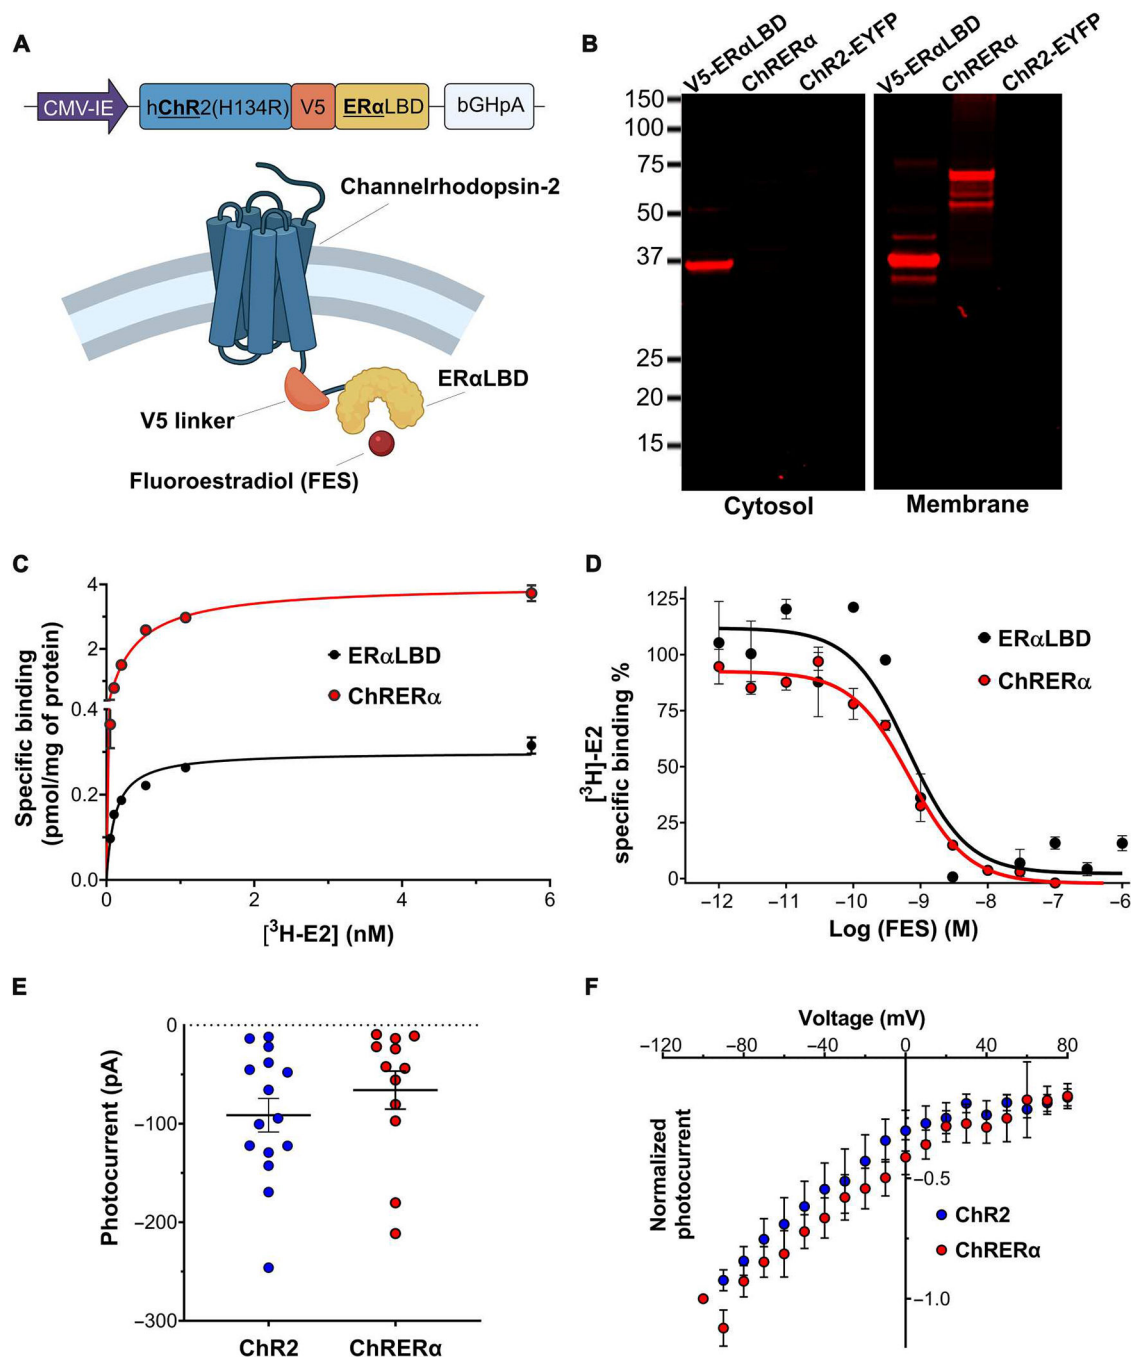 A
CMV-IE
hChR2(H134R)
V5
ERαLBD
bGHpA
Channelrhodopsin-2
ERαLBD
V5 linker
Fluoroestradiol (FES)
B
V5-ERαLBD
ChRERα
ChR2-EYFP
V5-ERαLBD
ChRERα
ChR2-EYFP
150
100
75
50
37
25
20
15
Cytosol
Membrane
C
Specific binding
(pmol/mg of protein)
4
2
0.4
0.2
0.0
ERαLBD
ChRERα
0
2
4
6
[³H-E2] (nM)
D
[³H]-E2
specific binding %
125
100
75
50
25
0
ERαLBD
ChRERα
−12
−11
−10
−9
−8
−7
−6
Log (FES) (M)
E
Photocurrent (pA)
0
−100
−200
−300
ChR2
ChRERα
F
Voltage (mV)
−120
−80
−40
0
40
80
Normalized
photocurrent
−0.5
−1.0
ChR2
ChRERα